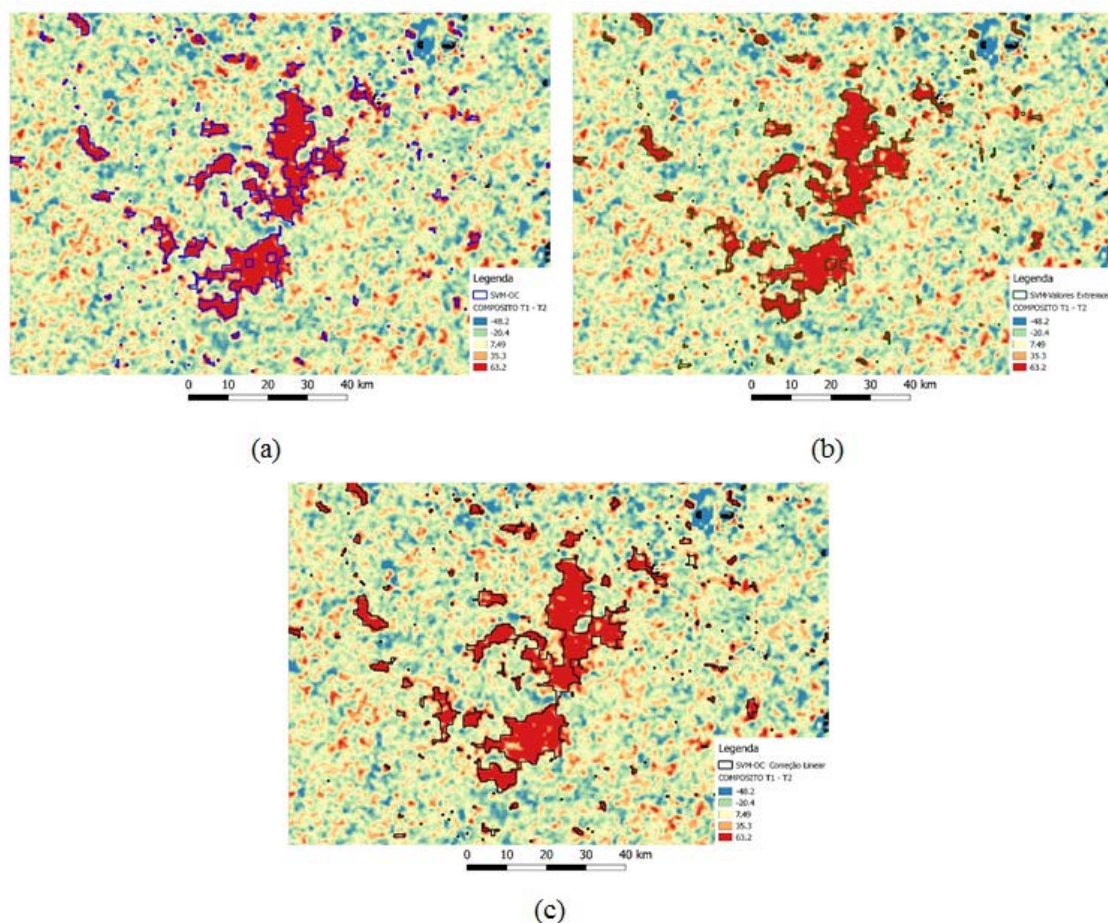 Legenda
SVM-OC
COMPOSITO T1 - T2
-48.2
-20.4
7.49
35.3
63.2
0 10 20 30 40 km
(a)
Legenda
SVM-Valores Extremos
COMPOSITO T1 - T2
-48.2
-20.4
7.49
35.3
63.2
0 10 20 30 40 km
(b)
Legenda
SVM-OC Correção Linear
COMPOSITO T1 - T2
-48.2
-20.4
7.49
35.3
63.2
0 10 20 30 40 km
(c)